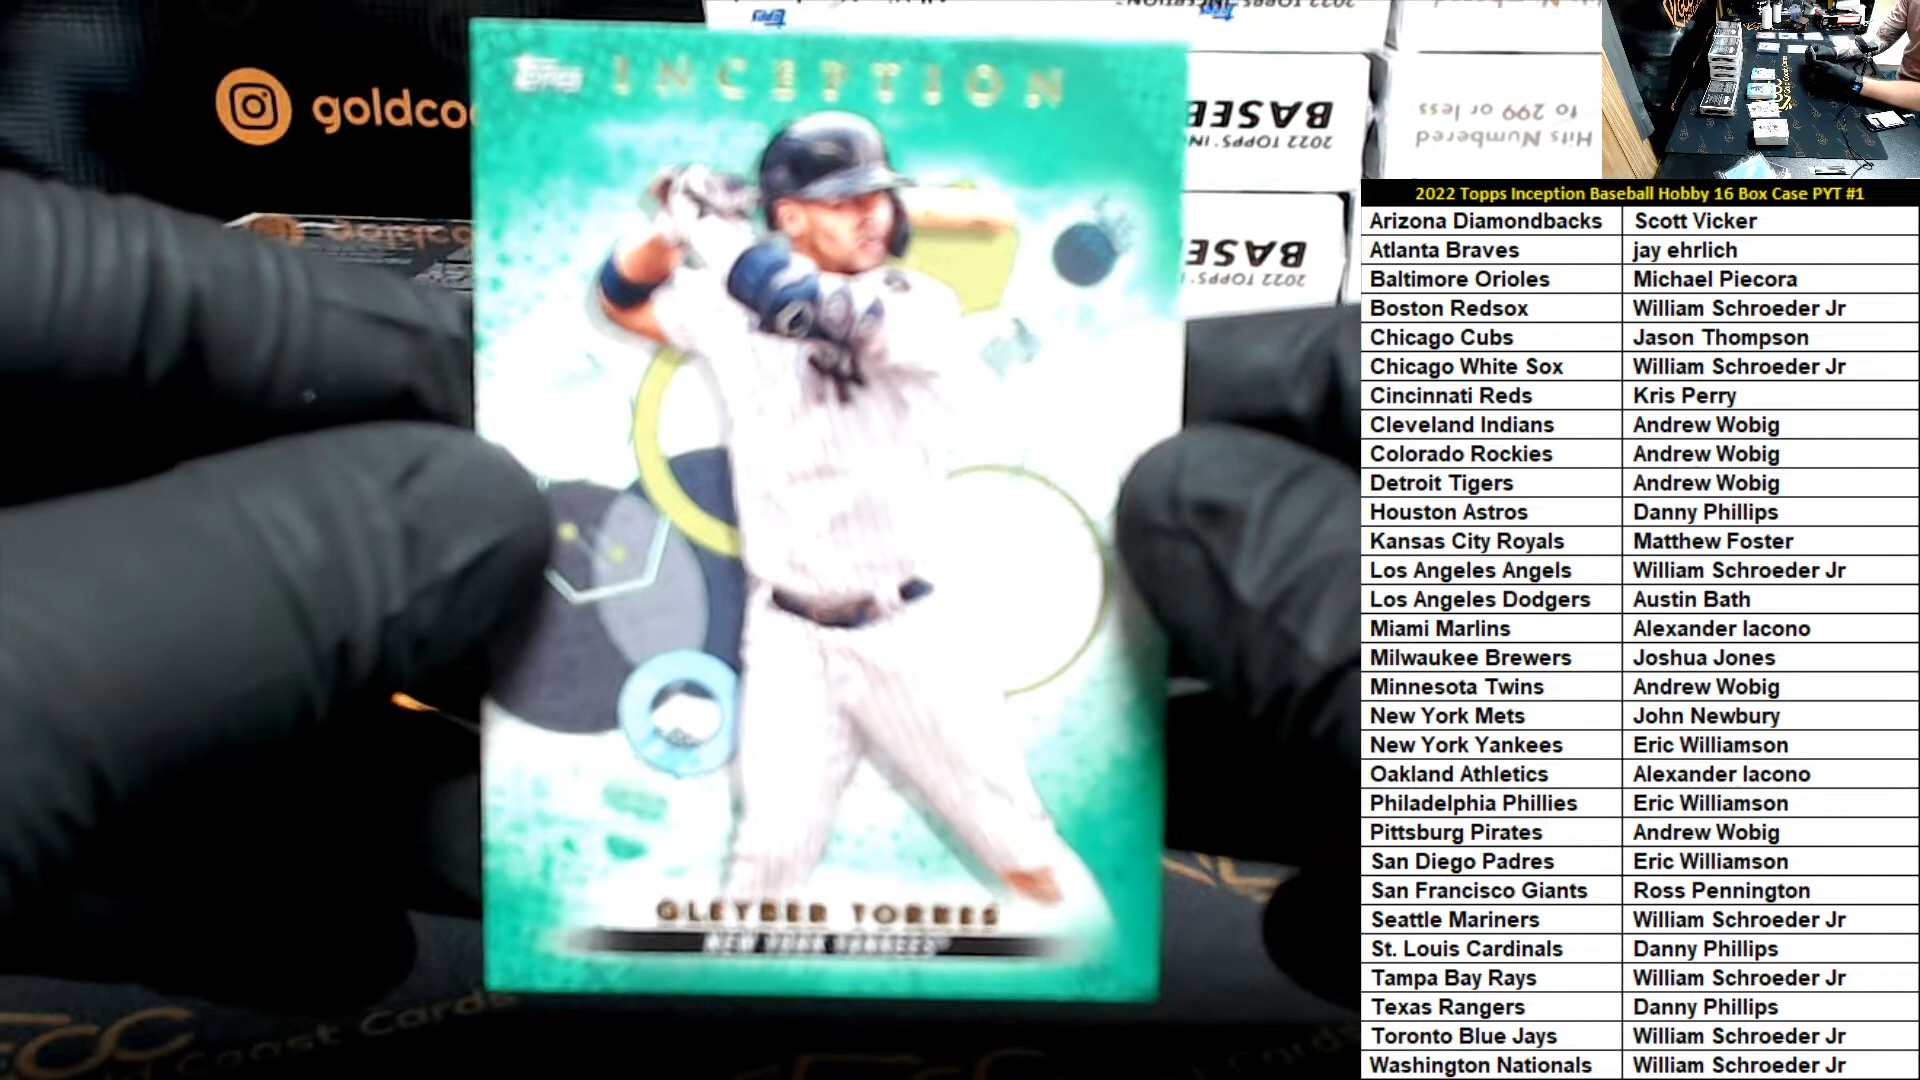 goldco
Topps INCEPTION
GLEYBER TORRES
NEW YORK YANKEES
BASEB
2022 TOPPS IN
BASE
2022 TOPPS
Hits Numbered
to 299 or less
Coast Cards
2022 Topps Inception Baseball Hobby 16 Box Case PYT #1
Arizona Diamondbacks Scott Vicker
Atlanta Braves jay ehrlich
Baltimore Orioles Michael Piecora
Boston Redsox William Schroeder Jr
Chicago Cubs Jason Thompson
Chicago White Sox William Schroeder Jr
Cincinnati Reds Kris Perry
Cleveland Indians Andrew Wobig
Colorado Rockies Andrew Wobig
Detroit Tigers Andrew Wobig
Houston Astros Danny Phillips
Kansas City Royals Matthew Foster
Los Angeles Angels William Schroeder Jr
Los Angeles Dodgers Austin Bath
Miami Marlins Alexander Iacono
Milwaukee Brewers Joshua Jones
Minnesota Twins Andrew Wobig
New York Mets John Newbury
New York Yankees Eric Williamson
Oakland Athletics Alexander Iacono
Philadelphia Phillies Eric Williamson
Pittsburg Pirates Andrew Wobig
San Diego Padres Eric Williamson
San Francisco Giants Ross Pennington
Seattle Mariners William Schroeder Jr
St. Louis Cardinals Danny Phillips
Tampa Bay Rays William Schroeder Jr
Texas Rangers Danny Phillips
Toronto Blue Jays William Schroeder Jr
Washington Nationals William Schroeder Jr